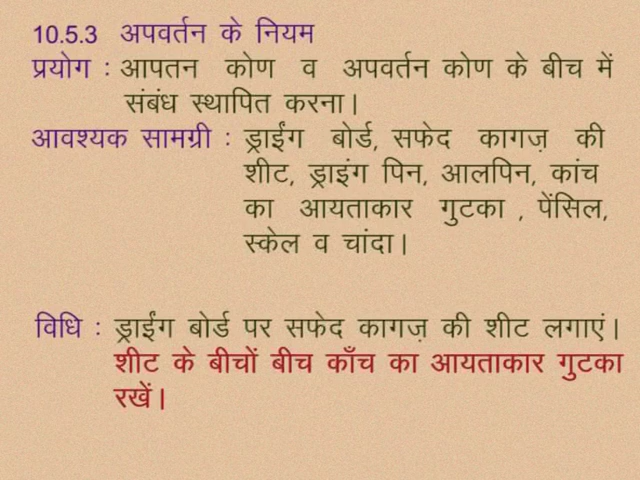 10.5.3 अपवर्तन के नियम
प्रयोग : आपतन कोण व अपवर्तन कोण के बीच में
संबंध स्थापित करना।
आवश्यक सामग्री : ड्राईंग बोर्ड, सफेद कागज़ की
शीट, ड्राइंग पिन, आलपिन, कांच
का आयताकार गुटका , पेंसिल,
स्केल व चांदा।
विधि : ड्राईंग बोर्ड पर सफेद कागज़ की शीट लगाएं।
शीट के बीचों बीच काँच का आयताकार गुटका
रखें।